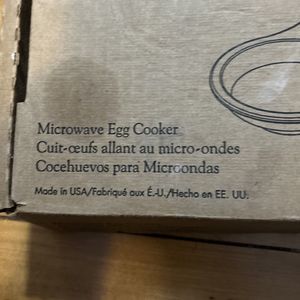 Microwave Egg Cooker
Cuit-œufs allant au micro-ondes
Cocehuevos para Microondas
Made in USA/Fabriqué aux É.-U./Hecho en EE. UU.